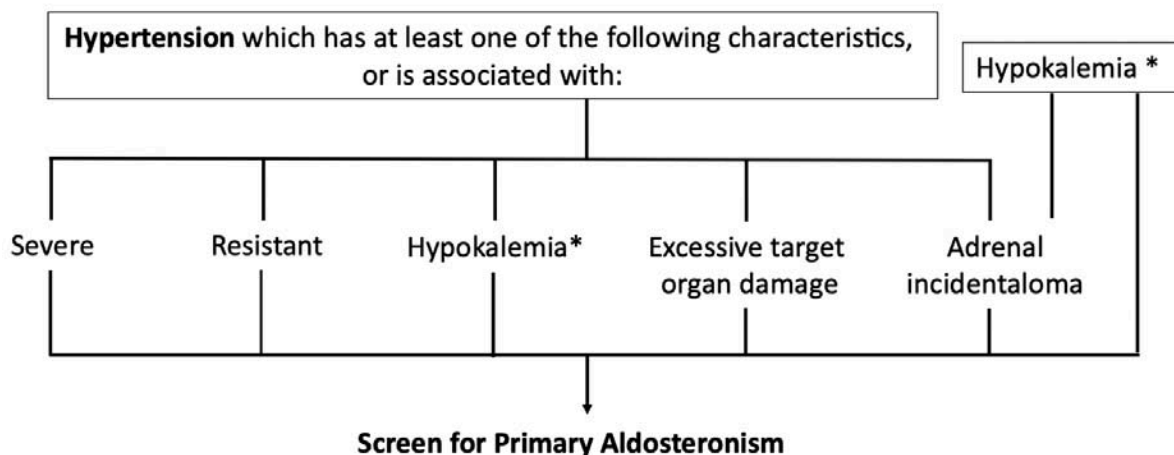 Hypertension which has at least one of the following characteristics,
or is associated with:
Hypokalemia *
Severe
Resistant
Hypokalemia*
Excessive target
organ damage
Adrenal
incidentaloma
Screen for Primary Aldosteronism